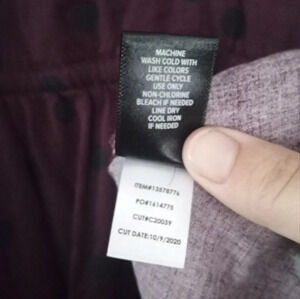 MACHINE
WASH COLD WITH
LIKE COLORS
GENTLE CYCLE
USE ONLY
NON-CHLORINE
BLEACH IF NEEDED
LINE DRY
COOL IRON
IF NEEDED
ITEM#13578776
PO#1614775
CUT#C20039
CUT DATE:10/9/2020